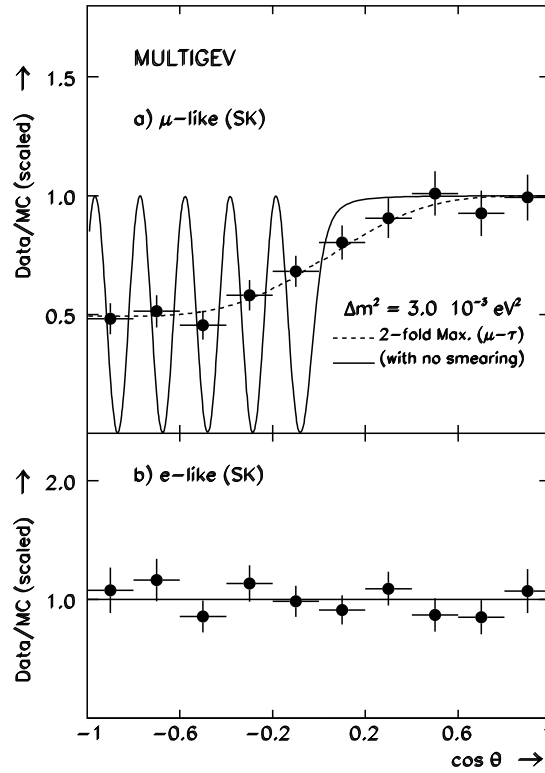 MULTIGEV
a) μ-like (SK)
Data/MC (scaled) →
1.5
1.0
0.5
Δm² = 3.0 10⁻³ eV²
2-fold Max. (μ-τ)
(with no smearing)
b) e-like (SK)
Data/MC (scaled) →
2.0
1.0
-1 -0.6 -0.2 0.2 0.6
cos θ →